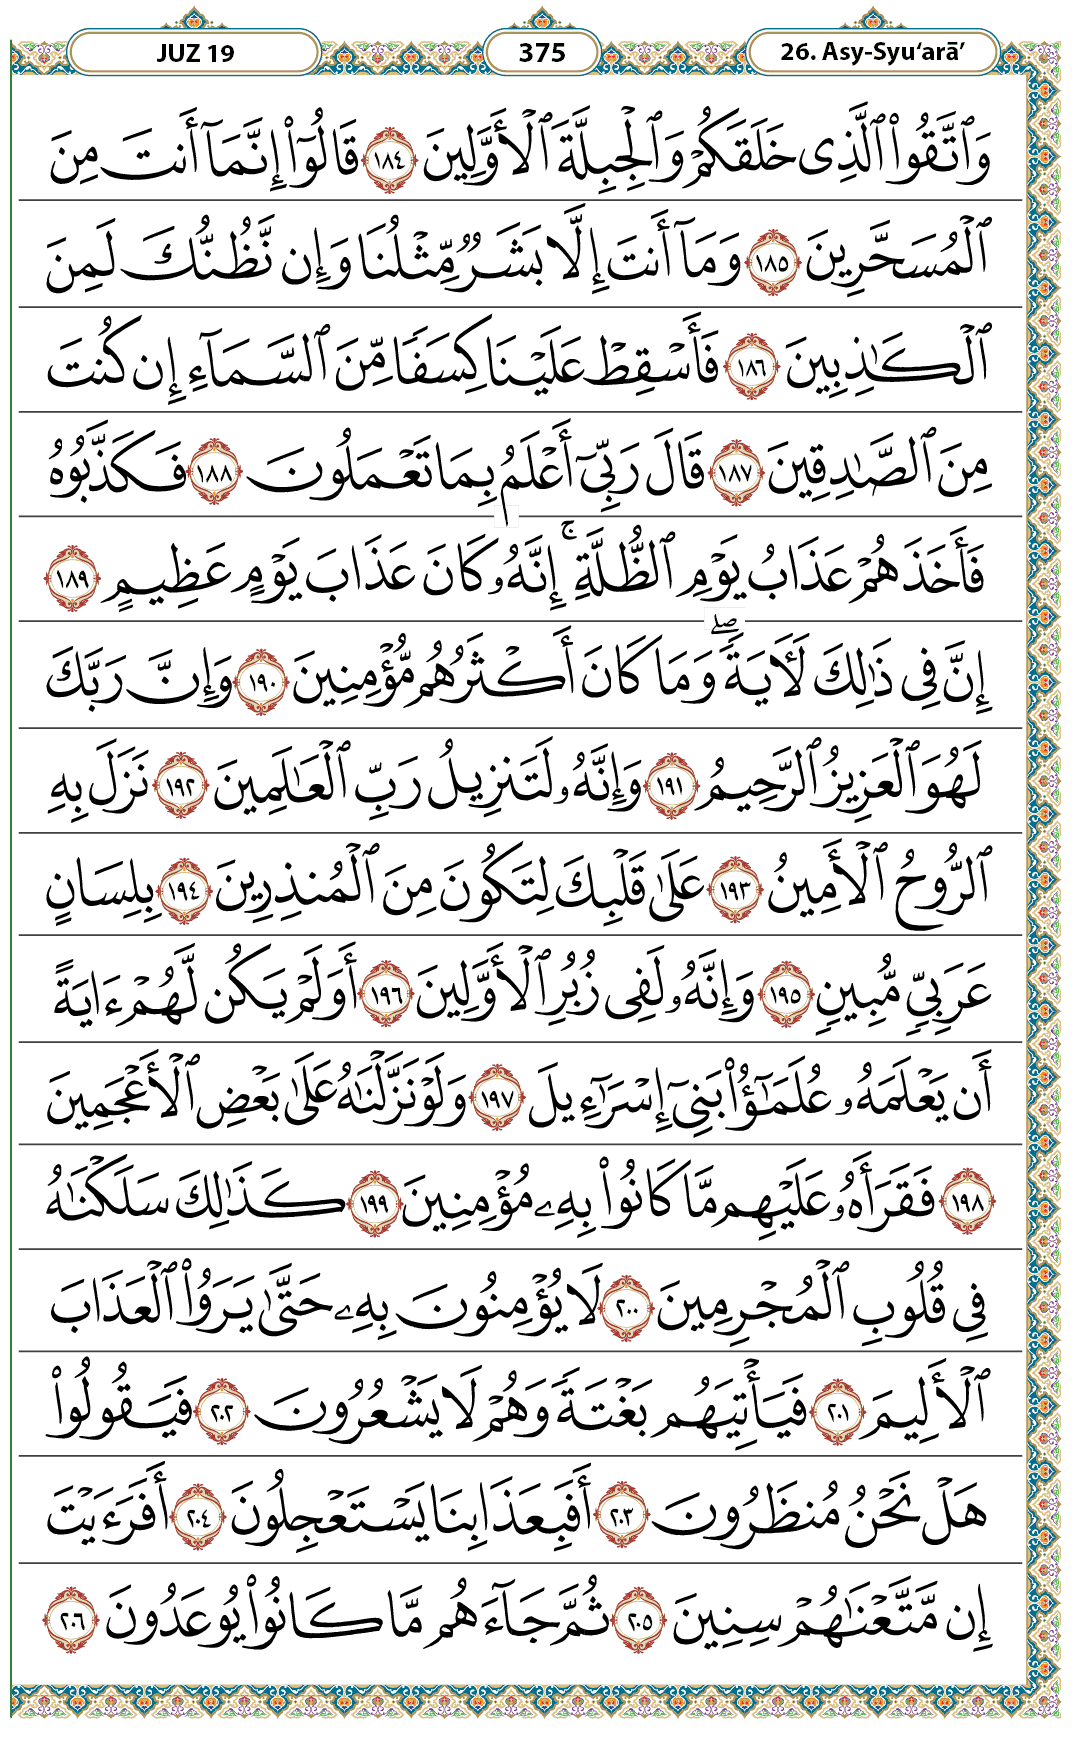 JUZ 19
375
26. Asy-Syu‘arā’
وَٱتَّقُوا۟ ٱلَّذِى خَلَقَكُمْ وَٱلْجِبِلَّةَ ٱلْأَوَّلِينَ ١٨٤ قَالُوٓا۟ إِنَّمَآ أَنتَ مِنَ
ٱلْمُسَحَّرِينَ ١٨٥ وَمَآ أَنتَ إِلَّا بَشَرٌ مِّثْلُنَا وَإِن نَّظُنُّكَ لَمِنَ
ٱلْكَـٰذِبِينَ ١٨٦ فَأَسْقِطْ عَلَيْنَا كِسَفًا مِّنَ ٱلسَّمَآءِ إِن كُنتَ
مِنَ ٱلصَّـٰدِقِينَ ١٨٧ قَالَ رَبِّىٓ أَعْلَمُ بِمَا تَعْمَلُونَ ١٨٨ فَكَذَّبُوهُ
فَأَخَذَهُمْ عَذَابُ يَوْمِ ٱلظُّلَّةِ ۚ إِنَّهُۥ كَانَ عَذَابَ يَوْمٍ عَظِيمٍ ١٨٩
إِنَّ فِى ذَٰلِكَ لَـَٔايَةً ۖ وَمَا كَانَ أَكْثَرُهُم مُّؤْمِنِينَ ١٩٠ وَإِنَّ رَبَّكَ
لَهُوَ ٱلْعَزِيزُ ٱلرَّحِيمُ ١٩١ وَإِنَّهُۥ لَتَنزِيلُ رَبِّ ٱلْعَـٰلَمِينَ ١٩٢ نَزَلَ بِهِ
ٱلرُّوحُ ٱلْأَمِينُ ١٩٣ عَلَىٰ قَلْبِكَ لِتَكُونَ مِنَ ٱلْمُنذِرِينَ ١٩٤ بِلِسَانٍ
عَرَبِىٍّ مُّبِينٍ ١٩٥ وَإِنَّهُۥ لَفِى زُبُرِ ٱلْأَوَّلِينَ ١٩٦ أَوَلَمْ يَكُن لَّهُمْ ءَايَةً
أَن يَعْلَمَهُۥ عُلَمَـٰٓؤُا۟ بَنِىٓ إِسْرَٰٓءِيلَ ١٩٧ وَلَوْ نَزَّلْنَـٰهُ عَلَىٰ بَعْضِ ٱلْأَعْجَمِينَ
١٩٨ فَقَرَأَهُۥ عَلَيْهِم مَّا كَانُوا۟ بِهِۦ مُؤْمِنِينَ ١٩٩ كَذَٰلِكَ سَلَكْنَـٰهُ
فِى قُلُوبِ ٱلْمُجْرِمِينَ ٢٠٠ لَا يُؤْمِنُونَ بِهِۦ حَتَّىٰ يَرَوُا۟ ٱلْعَذَابَ
ٱلْأَلِيمَ ٢٠١ فَيَأْتِيَهُم بَغْتَةً وَهُمْ لَا يَشْعُرُونَ ٢٠٢ فَيَقُولُوا۟
هَلْ نَحْنُ مُنظَرُونَ ٢٠٣ أَفَبِعَذَابِنَا يَسْتَعْجِلُونَ ٢٠٤ أَفَرَءَيْتَ
إِن مَّتَّعْنَـٰهُمْ سِنِينَ ٢٠٥ ثُمَّ جَآءَهُم مَّا كَانُوا۟ يُوعَدُونَ ٢٠٦